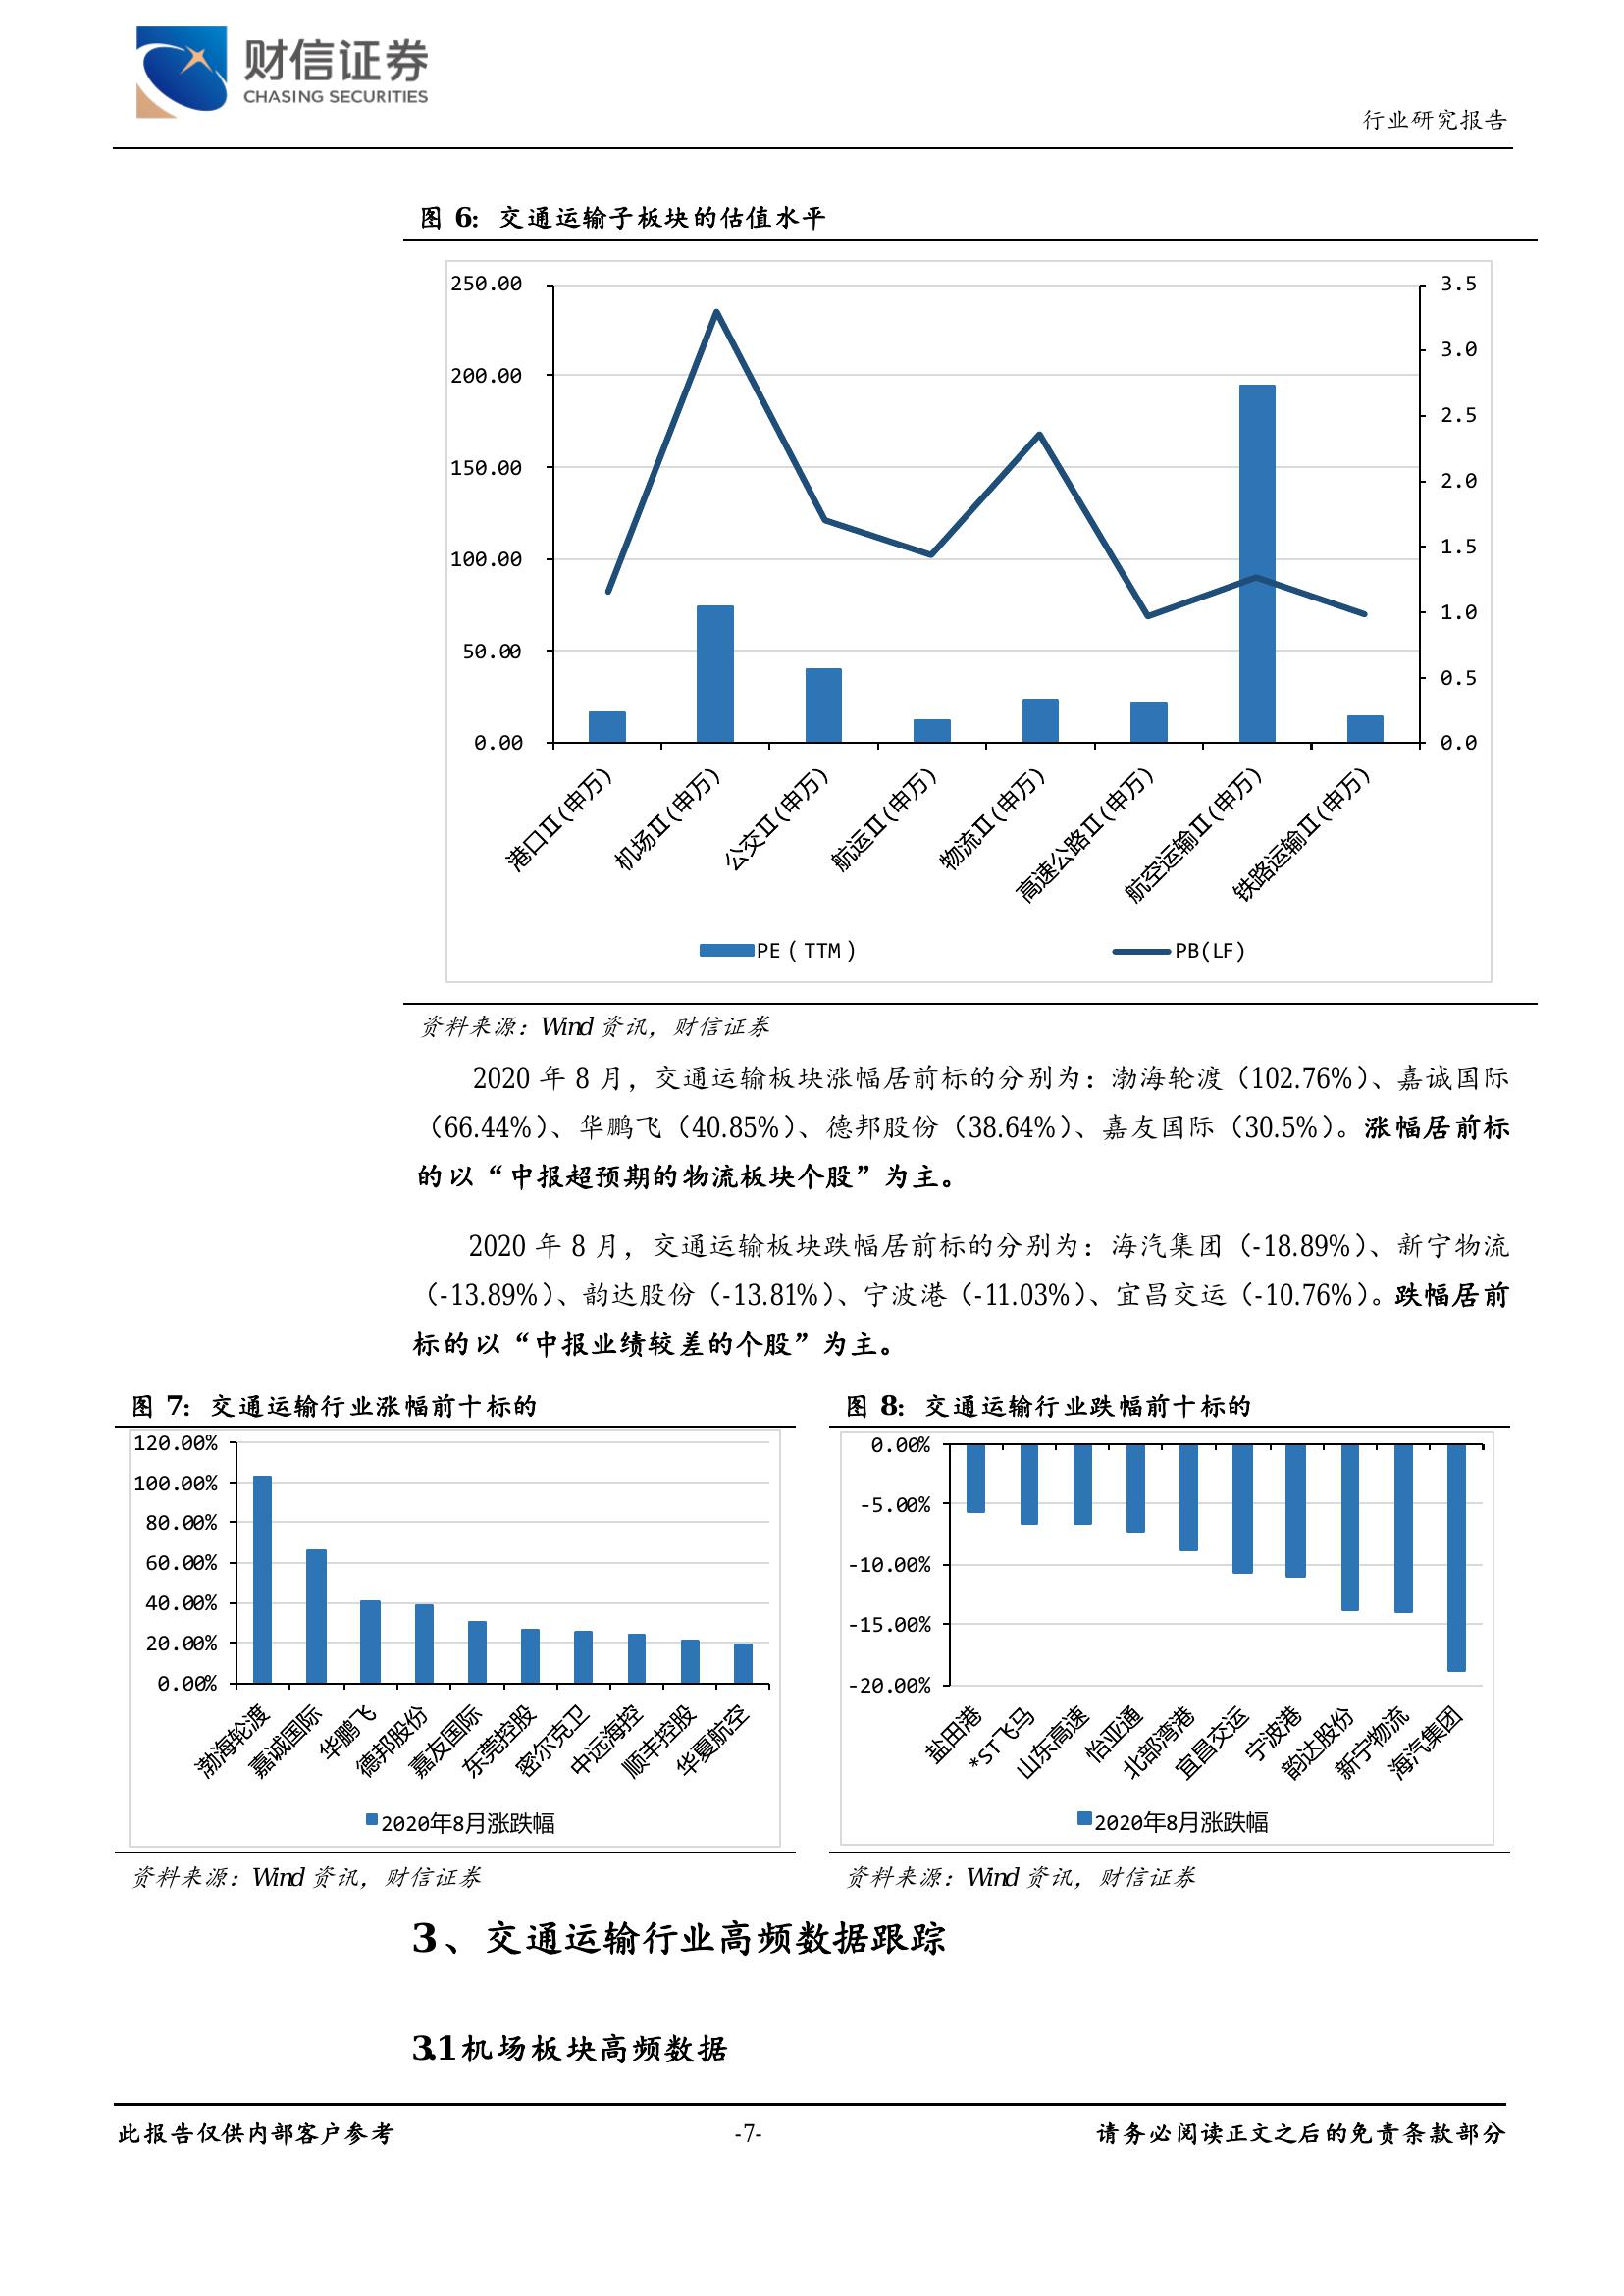 财信证券
CHASING SECURITIES
行业研究报告
图 6：交通运输子板块的估值水平
250.00
200.00
150.00
100.00
50.00
0.00
3.5
3.0
2.5
2.0
1.5
1.0
0.5
0.0
港口Ⅱ(申万)
机场Ⅱ(申万)
公交Ⅱ(申万)
航运Ⅱ(申万)
物流Ⅱ(申万)
高速公路Ⅱ(申万)
航空运输Ⅱ(申万)
铁路运输Ⅱ(申万)
PE（TTM）
PB(LF)
资料来源：Wind 资讯，财信证券
2020 年 8 月，交通运输板块涨幅居前标的分别为：渤海轮渡（102.76%）、嘉诚国际
（66.44%）、华鹏飞（40.85%）、德邦股份（38.64%）、嘉友国际（30.5%）。涨幅居前标
的以“中报超预期的物流板块个股”为主。
2020 年 8 月，交通运输板块跌幅居前标的分别为：海汽集团（-18.89%）、新宁物流
（-13.89%）、韵达股份（-13.81%）、宁波港（-11.03%）、宜昌交运（-10.76%）。跌幅居前
标的以“中报业绩较差的个股”为主。
图 7：交通运输行业涨幅前十标的
120.00%
100.00%
80.00%
60.00%
40.00%
20.00%
0.00%
渤海轮渡
嘉诚国际
华鹏飞
德邦股份
嘉友国际
东莞控股
密尔克卫
中远海控
顺丰控股
华夏航空
2020年8月涨跌幅
资料来源：Wind 资讯，财信证券
图 8：交通运输行业跌幅前十标的
0.00%
-5.00%
-10.00%
-15.00%
-20.00%
盐田港
*ST飞马
山东高速
怡亚通
北部湾港
宜昌交运
宁波港
韵达股份
新宁物流
海汽集团
2020年8月涨跌幅
资料来源：Wind 资讯，财信证券
3、交通运输行业高频数据跟踪
3.1机场板块高频数据
此报告仅供内部客户参考
-7-
请务必阅读正文之后的免责条款部分